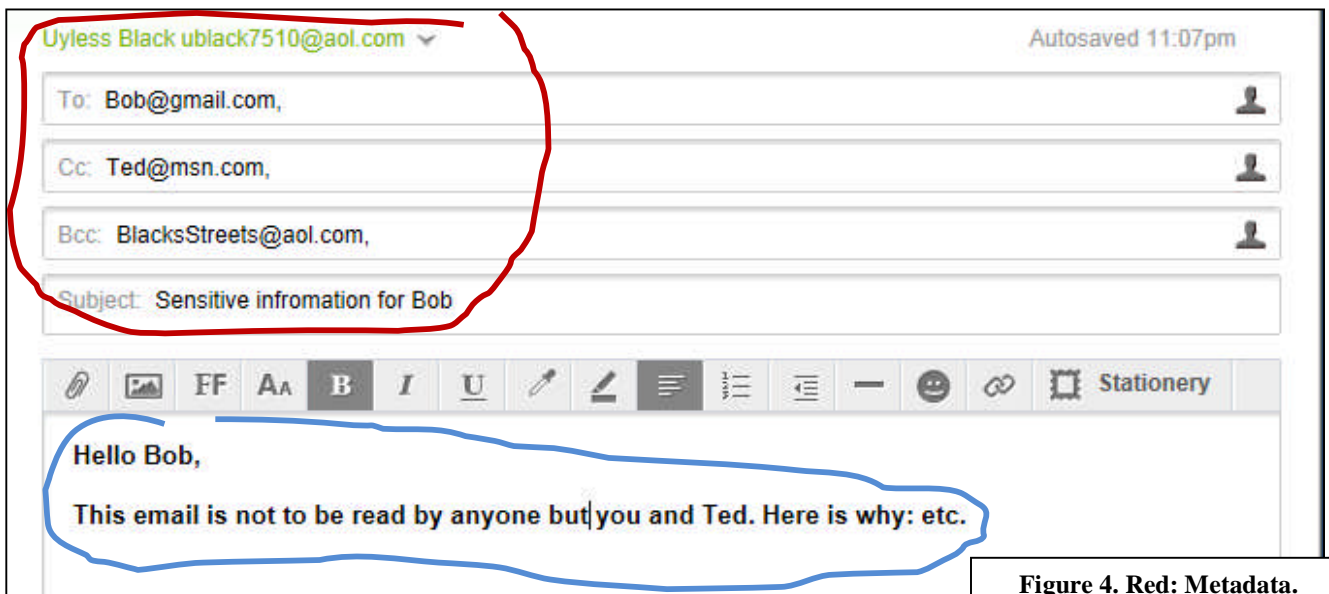 Uyless Black ublack7510@aol.com Autosaved 11:07pm
To: Bob@gmail.com,
Cc: Ted@msn.com,
Bcc: BlacksStreets@aol.com,
Subject: Sensitive infromation for Bob
FF AA B I U Stationery
Hello Bob,
This email is not to be read by anyone but you and Ted. Here is why: etc.
Figure 4. Red: Metadata.